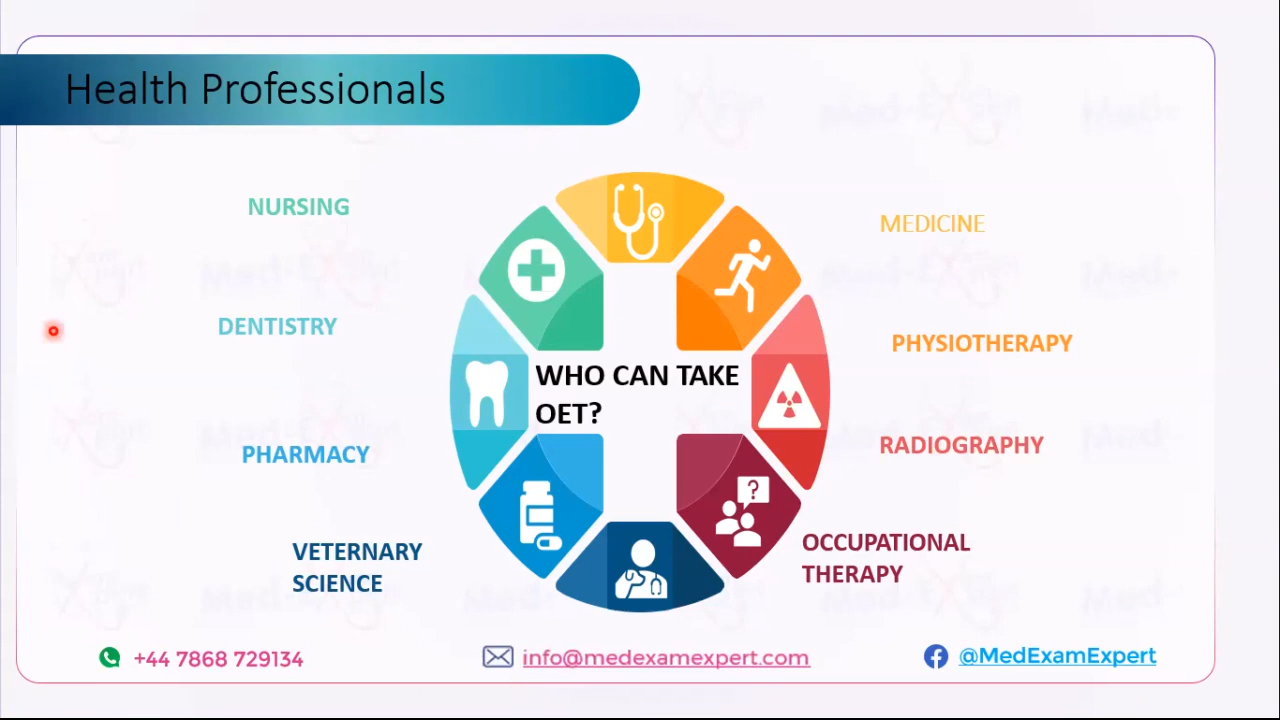 Health Professionals
NURSING
MEDICINE
DENTISTRY
PHYSIOTHERAPY
WHO CAN TAKE
OET?
PHARMACY
RADIOGRAPHY
VETERNARY
SCIENCE
OCCUPATIONAL
THERAPY
?
+44 7868 729134
info@medexamexpert.com
@MedExamExpert